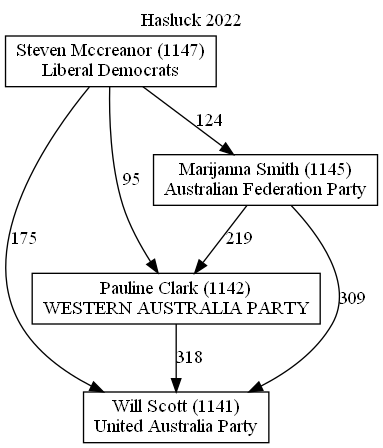 Hasluck 2022
Steven Mccreanor (1147)
Liberal Democrats
124
Marijanna Smith (1145)
Australian Federation Party
95
175
219
309
Pauline Clark (1142)
WESTERN AUSTRALIA PARTY
318
Will Scott (1141)
United Australia Party